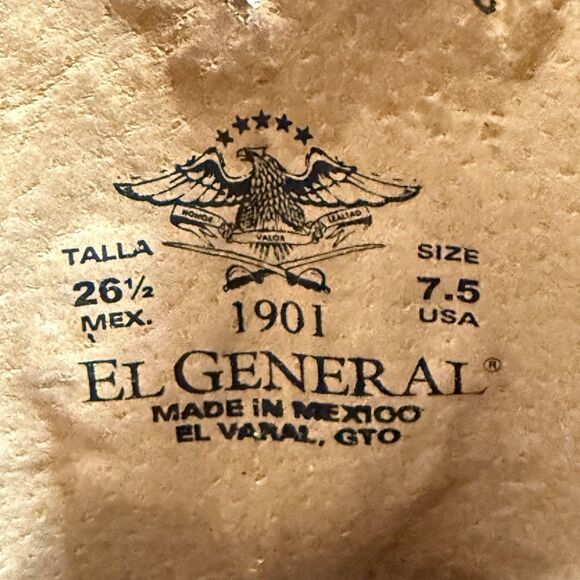 HONOR VALOR LEALTAD
TALLA
26½
MEX.
SIZE
7.5
USA
1901
EL GENERAL®
MADE IN MEXICO
EL VARAL, GTO